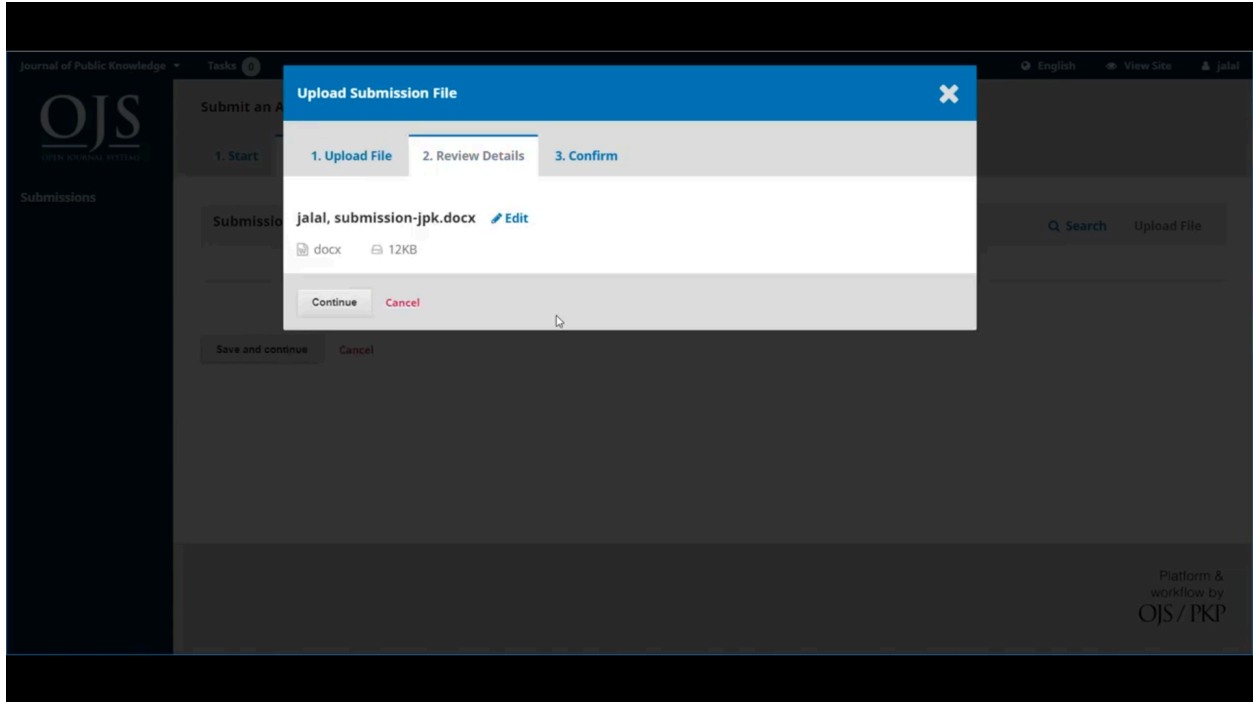 Journal of Public Knowledge Tasks 0 English View Site jalal
OJS
OPEN JOURNAL SYSTEMS
Submissions
Submit an A
1. Start
Submissio
Search Upload File
Upload Submission File
1. Upload File 2. Review Details 3. Confirm
jalal, submission-jpk.docx Edit
docx 12KB
Continue Cancel
Save and continue Cancel
Platform &
workflow by
OJS / PKP